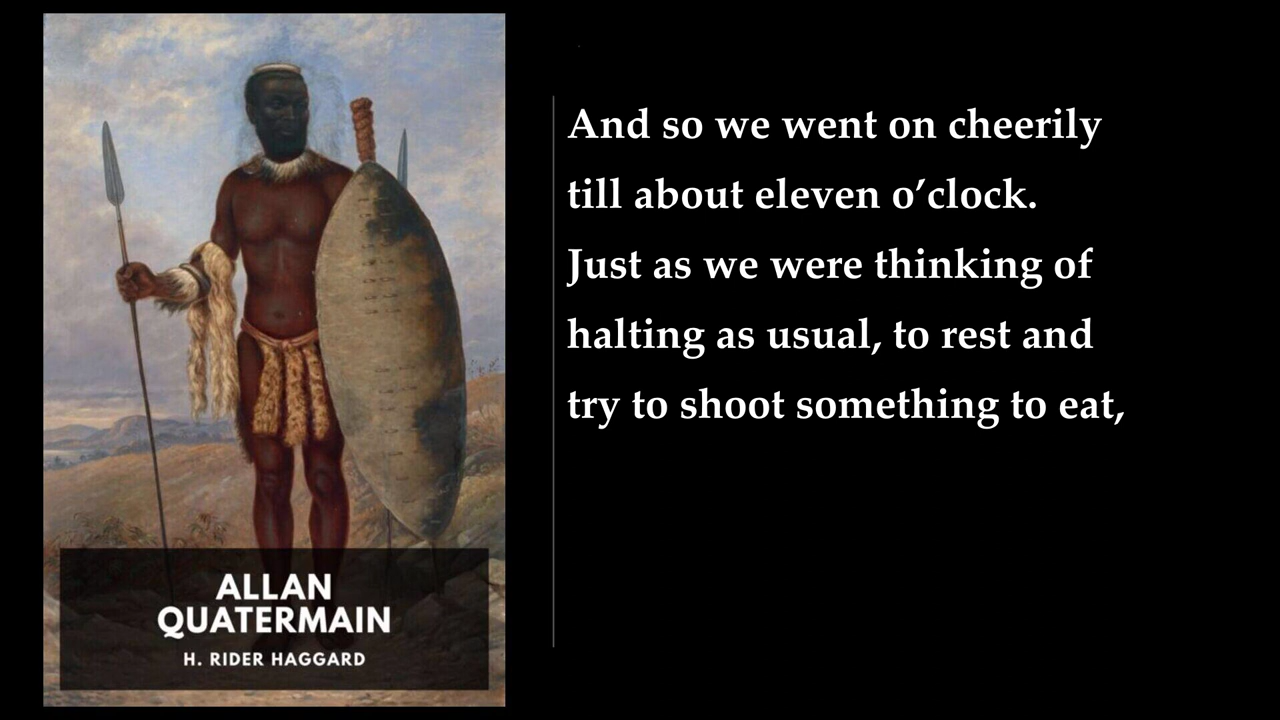 And so we went on cheerily
till about eleven o’clock.
Just as we were thinking of
halting as usual, to rest and
try to shoot something to eat,
ALLAN
QUATERMAIN
H. RIDER HAGGARD